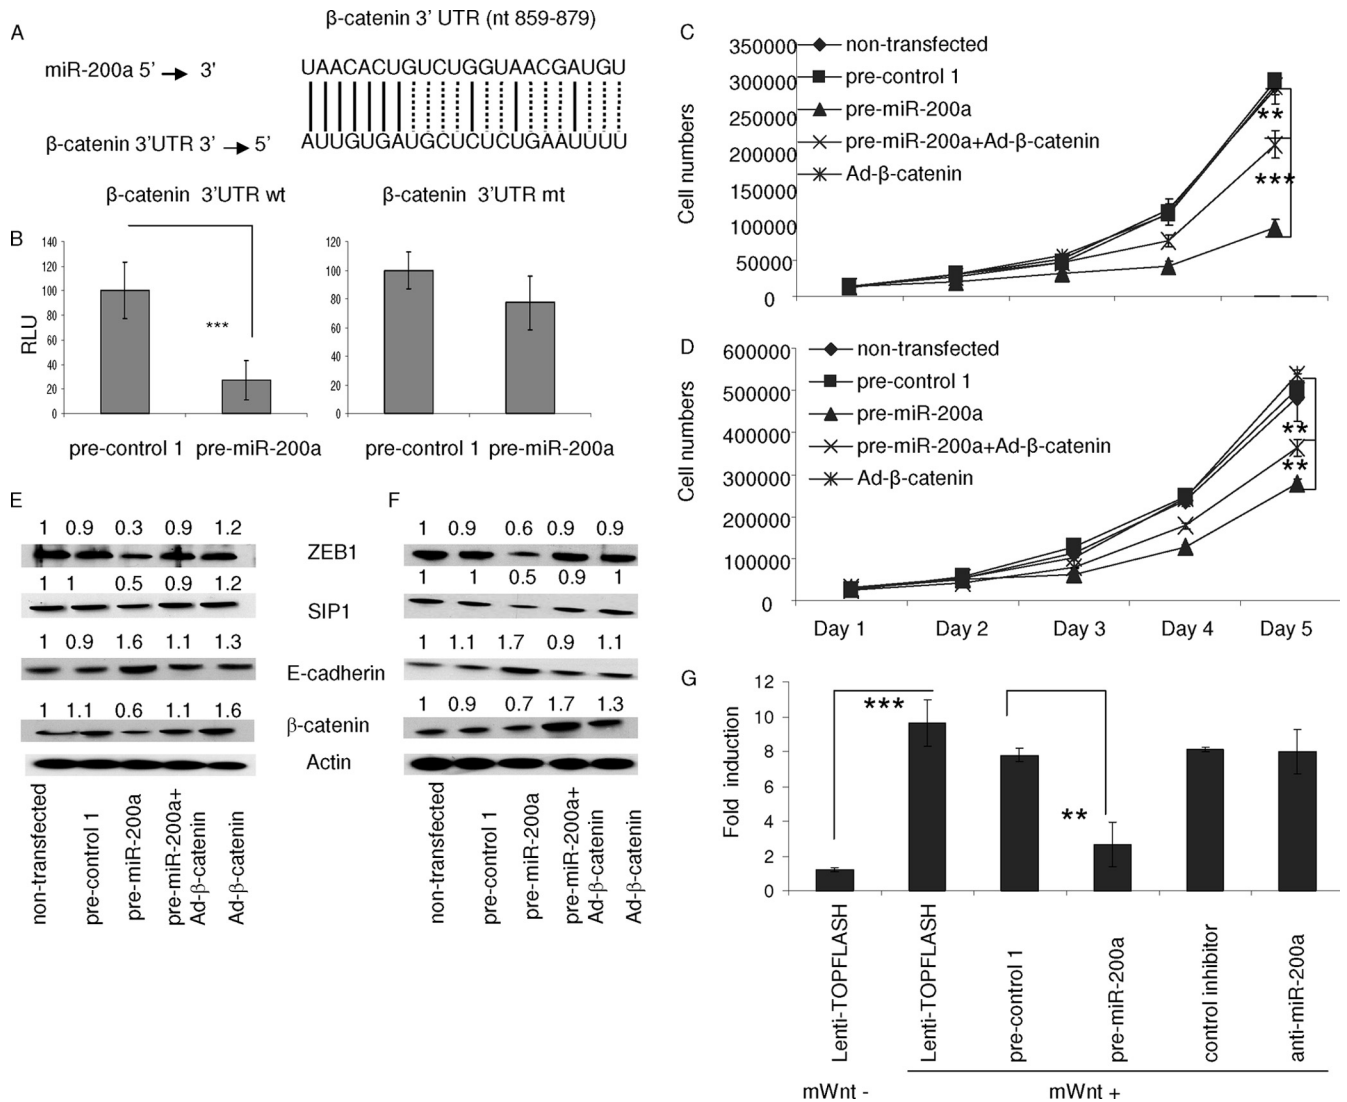 A
β-catenin 3' UTR (nt 859-879)
miR-200a 5' 3'
UAACACUGUCUGGUAACGAUGU
β-catenin 3'UTR 3' 5'
AUUGUGAUGCUCUCUGAAUUUU
B
β-catenin 3'UTR wt
β-catenin 3'UTR mt
RLU
140
120
100
80
60
40
20
0
***
pre-control 1 pre-miR-200a
120
100
80
60
40
20
0
pre-control 1 pre-miR-200a
C
Cell numbers
350000
300000
250000
200000
150000
100000
50000
0
non-transfected
pre-control 1
pre-miR-200a
pre-miR-200a+Ad-β-catenin
Ad-β-catenin
**
***
D
Cell numbers
600000
500000
400000
300000
200000
100000
0
non-transfected
pre-control 1
pre-miR-200a
pre-miR-200a+Ad-β-catenin
Ad-β-catenin
**
**
Day 1 Day 2 Day 3 Day 4 Day 5
E
1 0.9 0.3 0.9 1.2
1 1 0.5 0.9 1.2
1 0.9 1.6 1.1 1.3
1 1.1 0.6 1.1 1.6
non-transfected
pre-control 1
pre-miR-200a
pre-miR-200a+
Ad-β-catenin
Ad-β-catenin
ZEB1
SIP1
E-cadherin
β-catenin
Actin
F
1 0.9 0.6 0.9 0.9
1 1 0.5 0.9 1
1 1.1 1.7 0.9 1.1
1 0.9 0.7 1.7 1.3
non-transfected
pre-control 1
pre-miR-200a
pre-miR-200a+
Ad-β-catenin
Ad-β-catenin
G
Fold induction
12
10
8
6
4
2
0
***
**
Lenti-TOPFLASH
Lenti-TOPFLASH
pre-control 1
pre-miR-200a
control inhibitor
anti-miR-200a
mWnt -
mWnt +